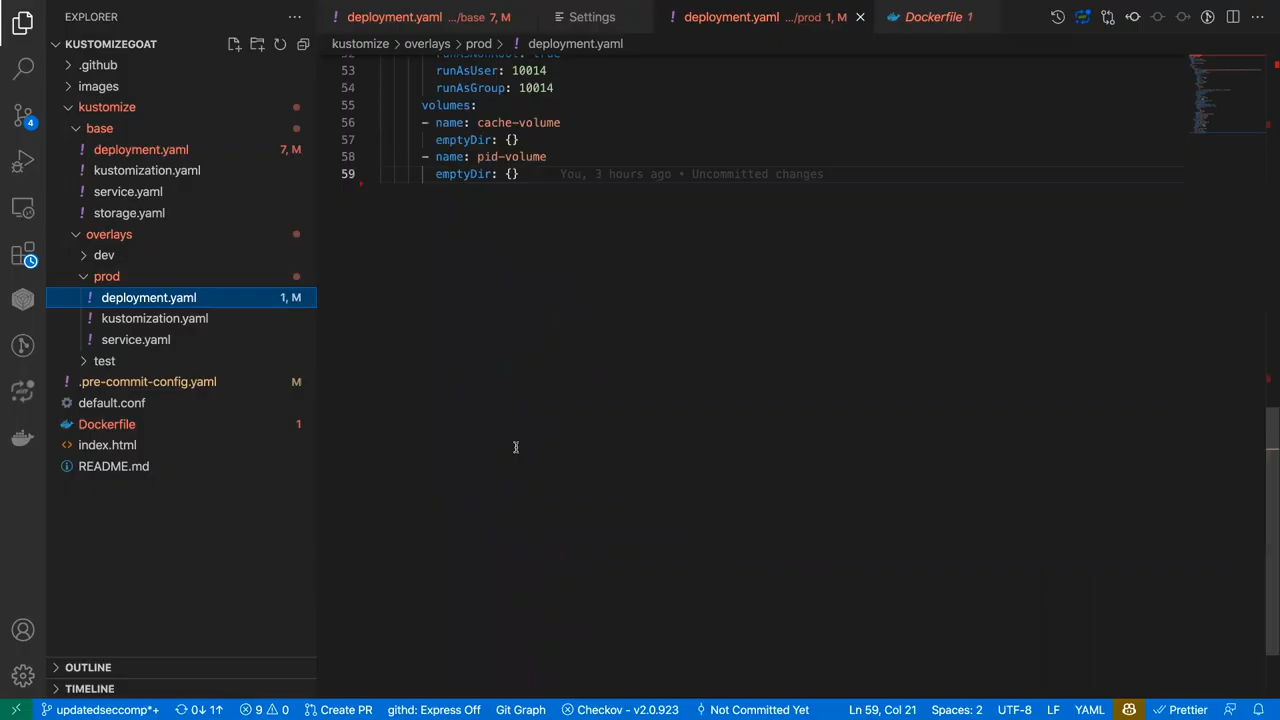 EXPLORER
deployment.yaml .../base 7, M
Settings
deployment.yaml .../prod 1, M
Dockerfile 1
KUSTOMIZEGOAT
kustomize > overlays > prod > ! deployment.yaml
.github
images
kustomize
base
! deployment.yaml 7, M
! kustomization.yaml
! service.yaml
! storage.yaml
overlays
dev
prod
! deployment.yaml 1, M
! kustomization.yaml
! service.yaml
test
! .pre-commit-config.yaml M
default.conf
Dockerfile 1
index.html
README.md
OUTLINE
TIMELINE
4
52 runAsNonRoot: true
53 runAsUser: 10014
54 runAsGroup: 10014
55 volumes:
56 - name: cache-volume
57 emptyDir: {}
58 - name: pid-volume
59 emptyDir: {} You, 3 hours ago • Uncommitted changes
updatedseccomp*+ 0↓ 1↑ 9 0 Create PR githd: Express Off Git Graph Checkov - v2.0.923 Not Committed Yet Ln 59, Col 21 Spaces: 2 UTF-8 LF YAML Prettier